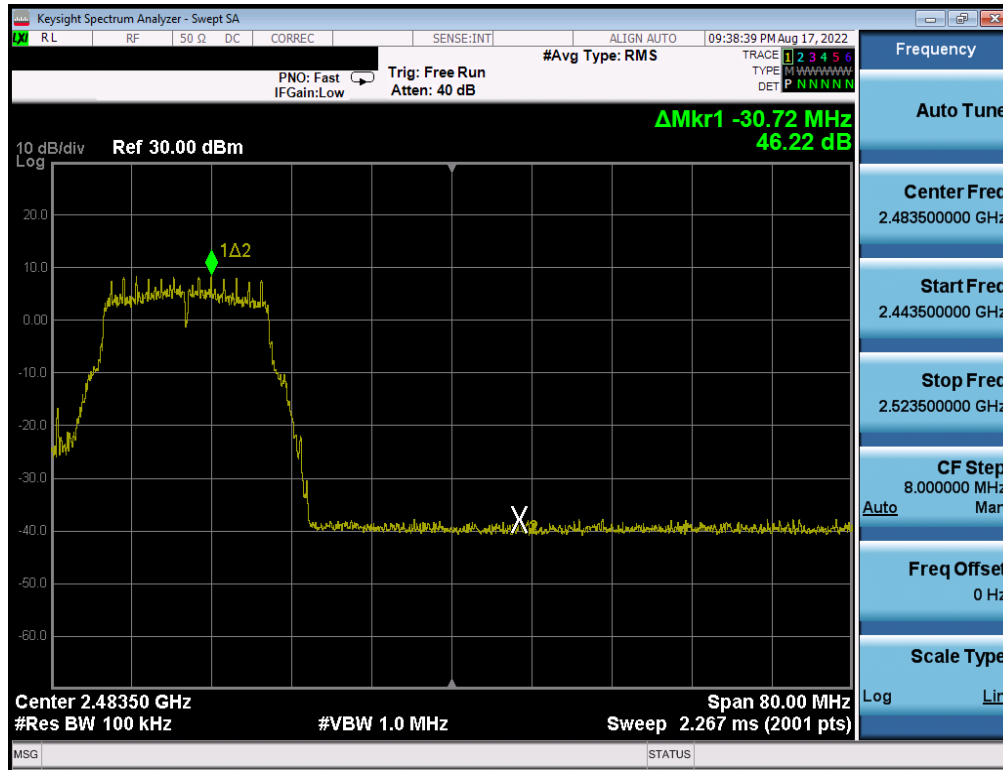 Keysight Spectrum Analyzer - Swept SA
LXI RL RF 50 Ω DC CORREC SENSE:INT ALIGN AUTO 09:38:39 PM Aug 17, 2022
#Avg Type: RMS
PNO: Fast
IFGain:Low
Trig: Free Run
Atten: 40 dB
TRACE 1 2 3 4 5 6
TYPE M WWWWW
DET P N N N N N
ΔMkr1 -30.72 MHz
46.22 dB
10 dB/div
Log
Ref 30.00 dBm
1Δ2
20.0
10.0
0.00
-10.0
-20.0
-30.0
-40.0
-50.0
-60.0
X2
Center 2.48350 GHz
#Res BW 100 kHz
#VBW 1.0 MHz
Span 80.00 MHz
Sweep 2.267 ms (2001 pts)
MSG
STATUS
Frequency
Auto Tune
Center Freq
2.483500000 GHz
Start Freq
2.443500000 GHz
Stop Freq
2.523500000 GHz
CF Step
8.000000 MHz
Auto Man
Freq Offset
0 Hz
Scale Type
Log Lin